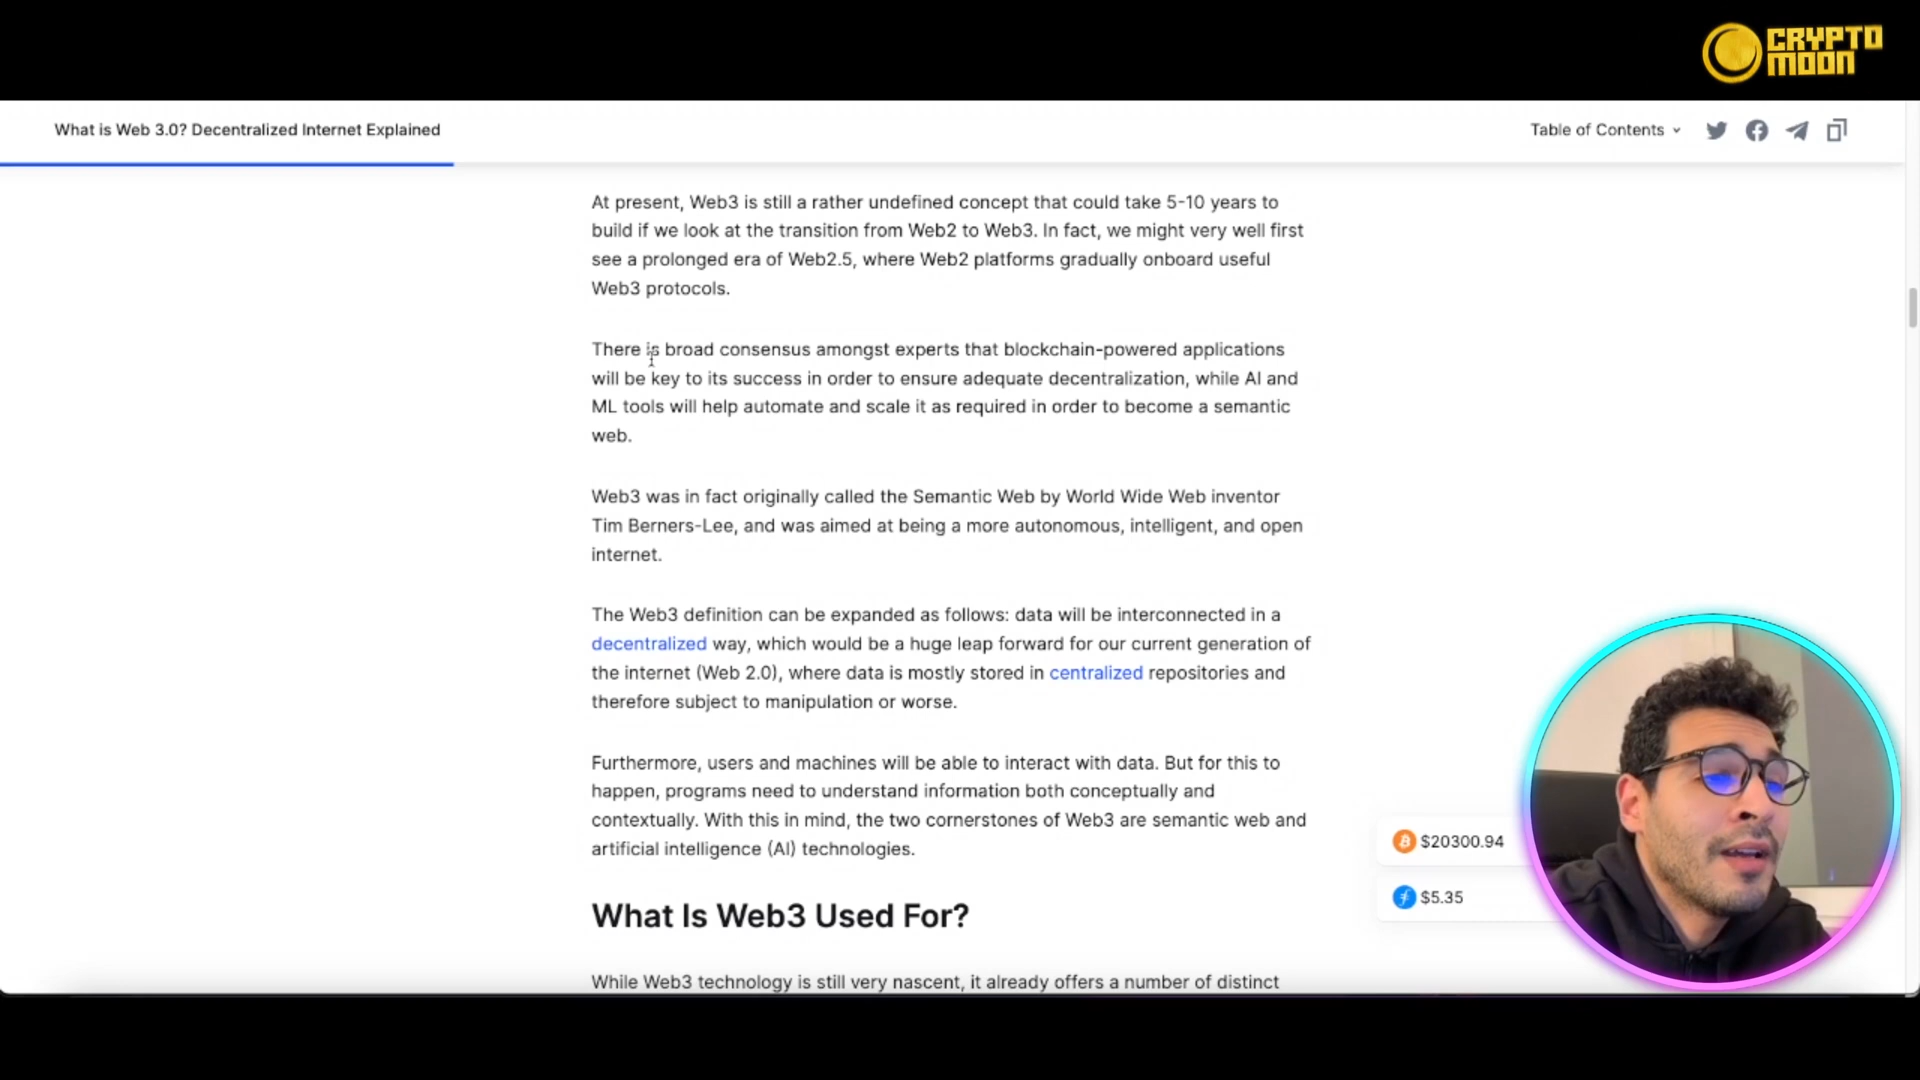 CRYPTO
MOON
What is Web 3.0? Decentralized Internet Explained
Table of Contents
At present, Web3 is still a rather undefined concept that could take 5-10 years to
build if we look at the transition from Web2 to Web3. In fact, we might very well first
see a prolonged era of Web2.5, where Web2 platforms gradually onboard useful
Web3 protocols.
There is broad consensus amongst experts that blockchain-powered applications
will be key to its success in order to ensure adequate decentralization, while AI and
ML tools will help automate and scale it as required in order to become a semantic
web.
Web3 was in fact originally called the Semantic Web by World Wide Web inventor
Tim Berners-Lee, and was aimed at being a more autonomous, intelligent, and open
internet.
The Web3 definition can be expanded as follows: data will be interconnected in a
decentralized way, which would be a huge leap forward for our current generation of
the internet (Web 2.0), where data is mostly stored in centralized repositories and
therefore subject to manipulation or worse.
Furthermore, users and machines will be able to interact with data. But for this to
happen, programs need to understand information both conceptually and
contextually. With this in mind, the two cornerstones of Web3 are semantic web and
artificial intelligence (AI) technologies.
$20300.94
$5.35
What Is Web3 Used For?
While Web3 technology is still very nascent, it already offers a number of distinct